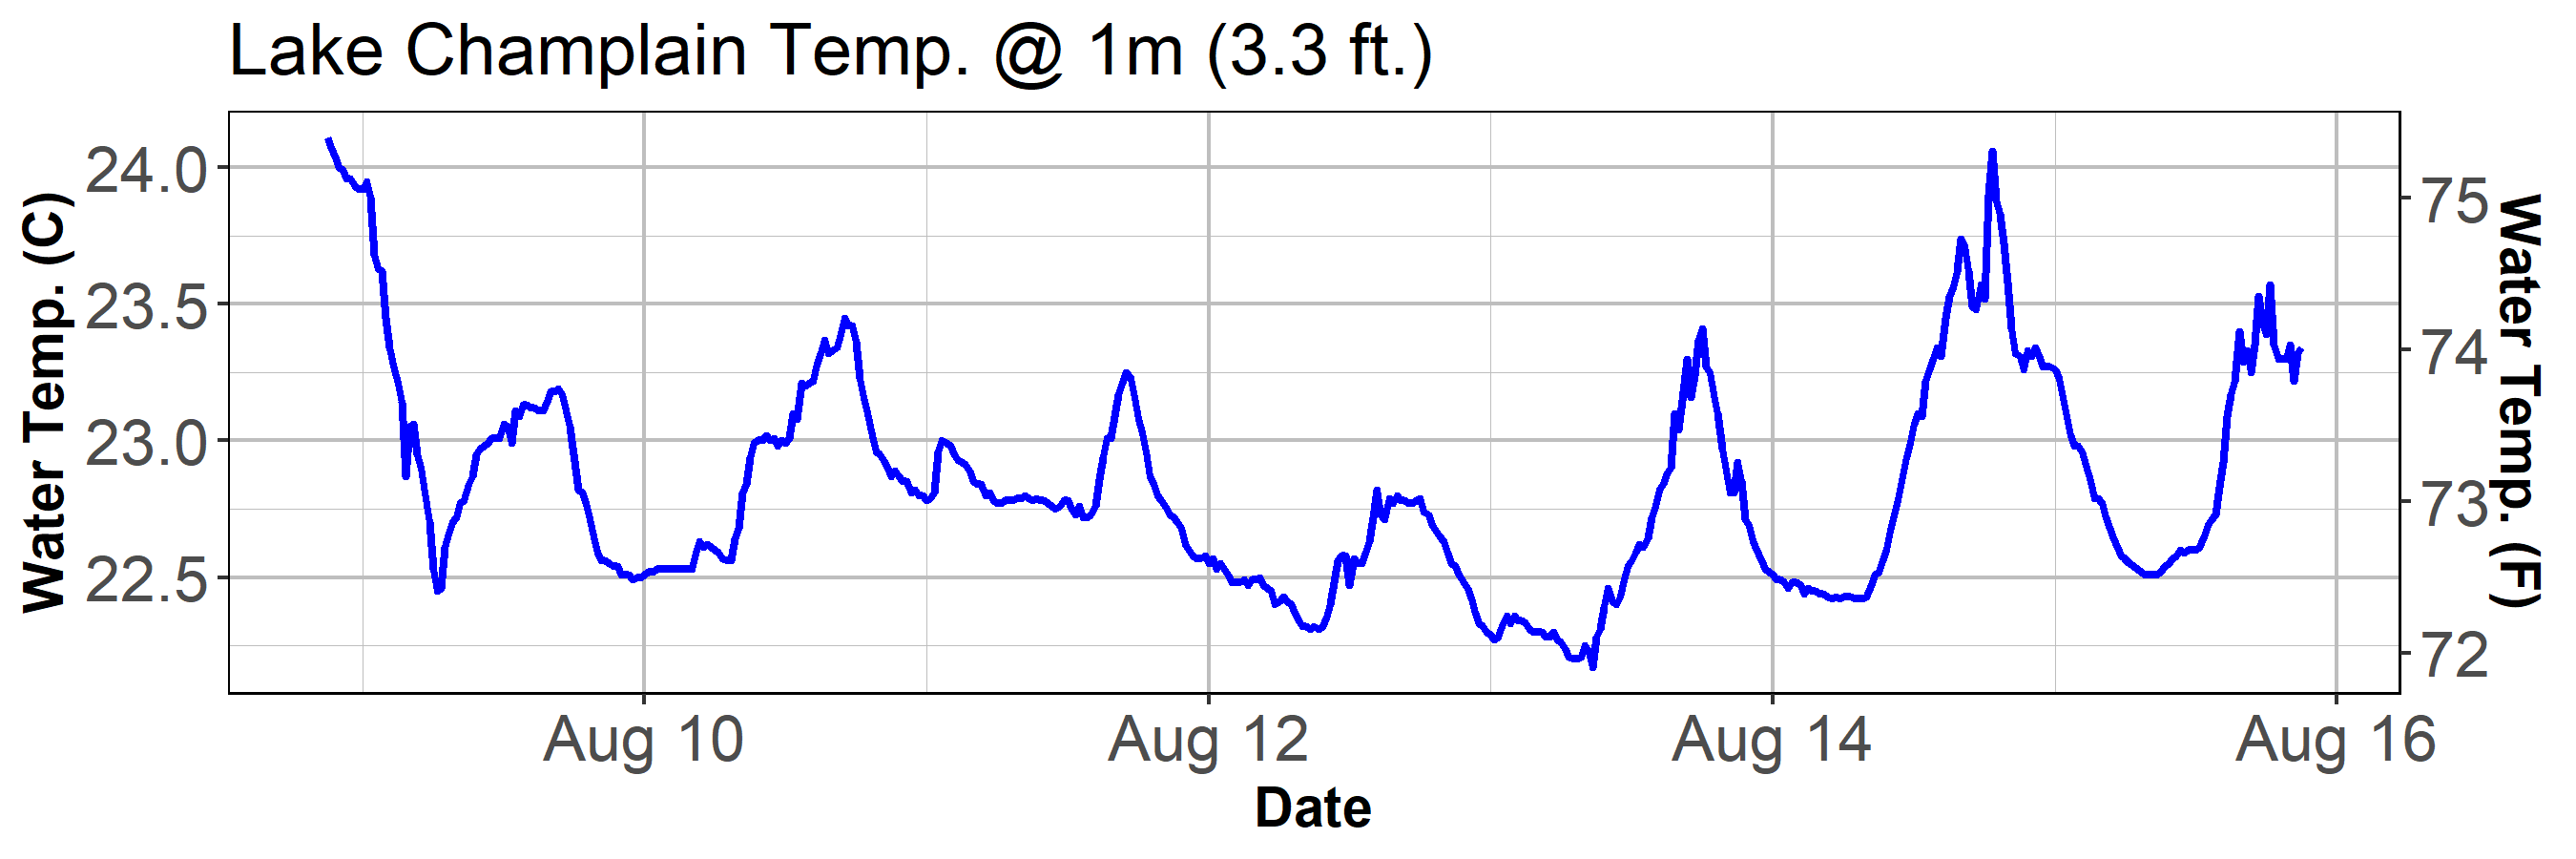 Lake Champlain Temp. @ 1m (3.3 ft.)
Water Temp. (C)
24.0
23.5
23.0
22.5
75
74
73
72
Water Temp. (F)
Aug 10 Aug 12 Aug 14 Aug 16
Date